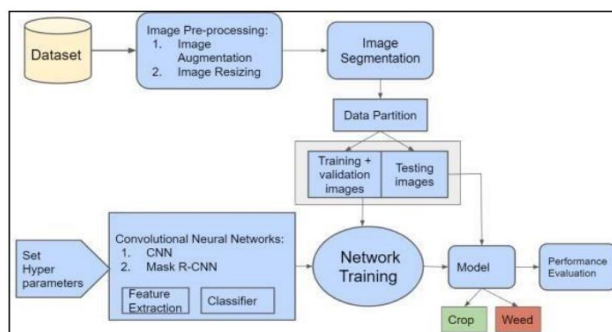 Dataset
Image Pre-processing:
1. Image
Augmentation
2. Image Resizing
Image
Segmentation
Data Partition
Training +
validation
images
Testing
images
Set
Hyper
parameters
Convolutional Neural Networks:
1. CNN
2. Mask R-CNN
Feature
Extraction
Classifier
Network
Training
Model
Performance
Evaluation
Crop
Weed